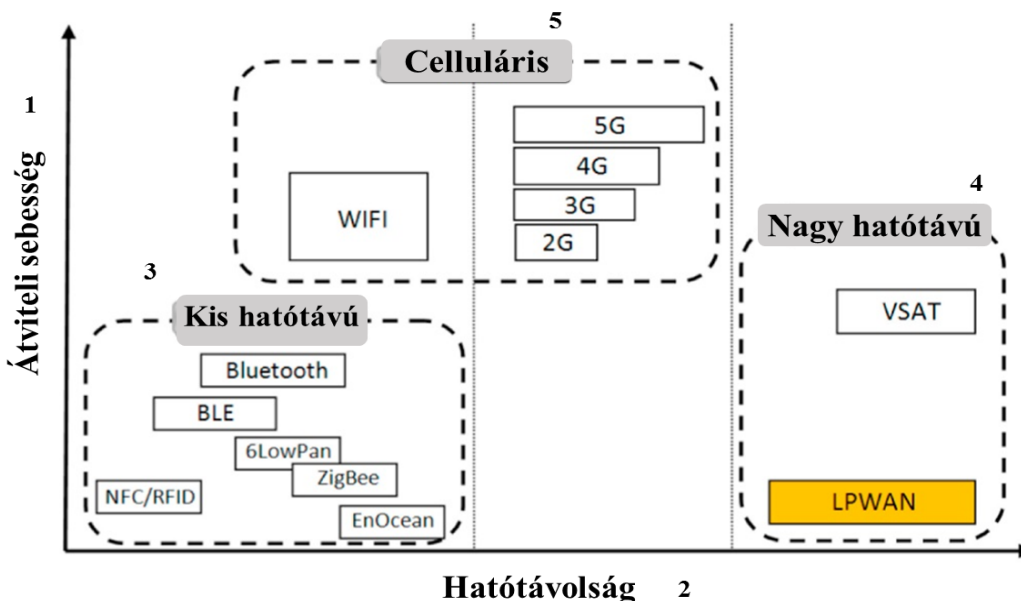 5
Celluláris
1
5G
4G
4
3G
WIFI
Nagy hatótávú
2G
Átviteli sebesség
3
Kis hatótávú
VSAT
Bluetooth
BLE
6LowPan
ZigBee
NFC/RFID
LPWAN
EnOcean
Hatótávolság 2